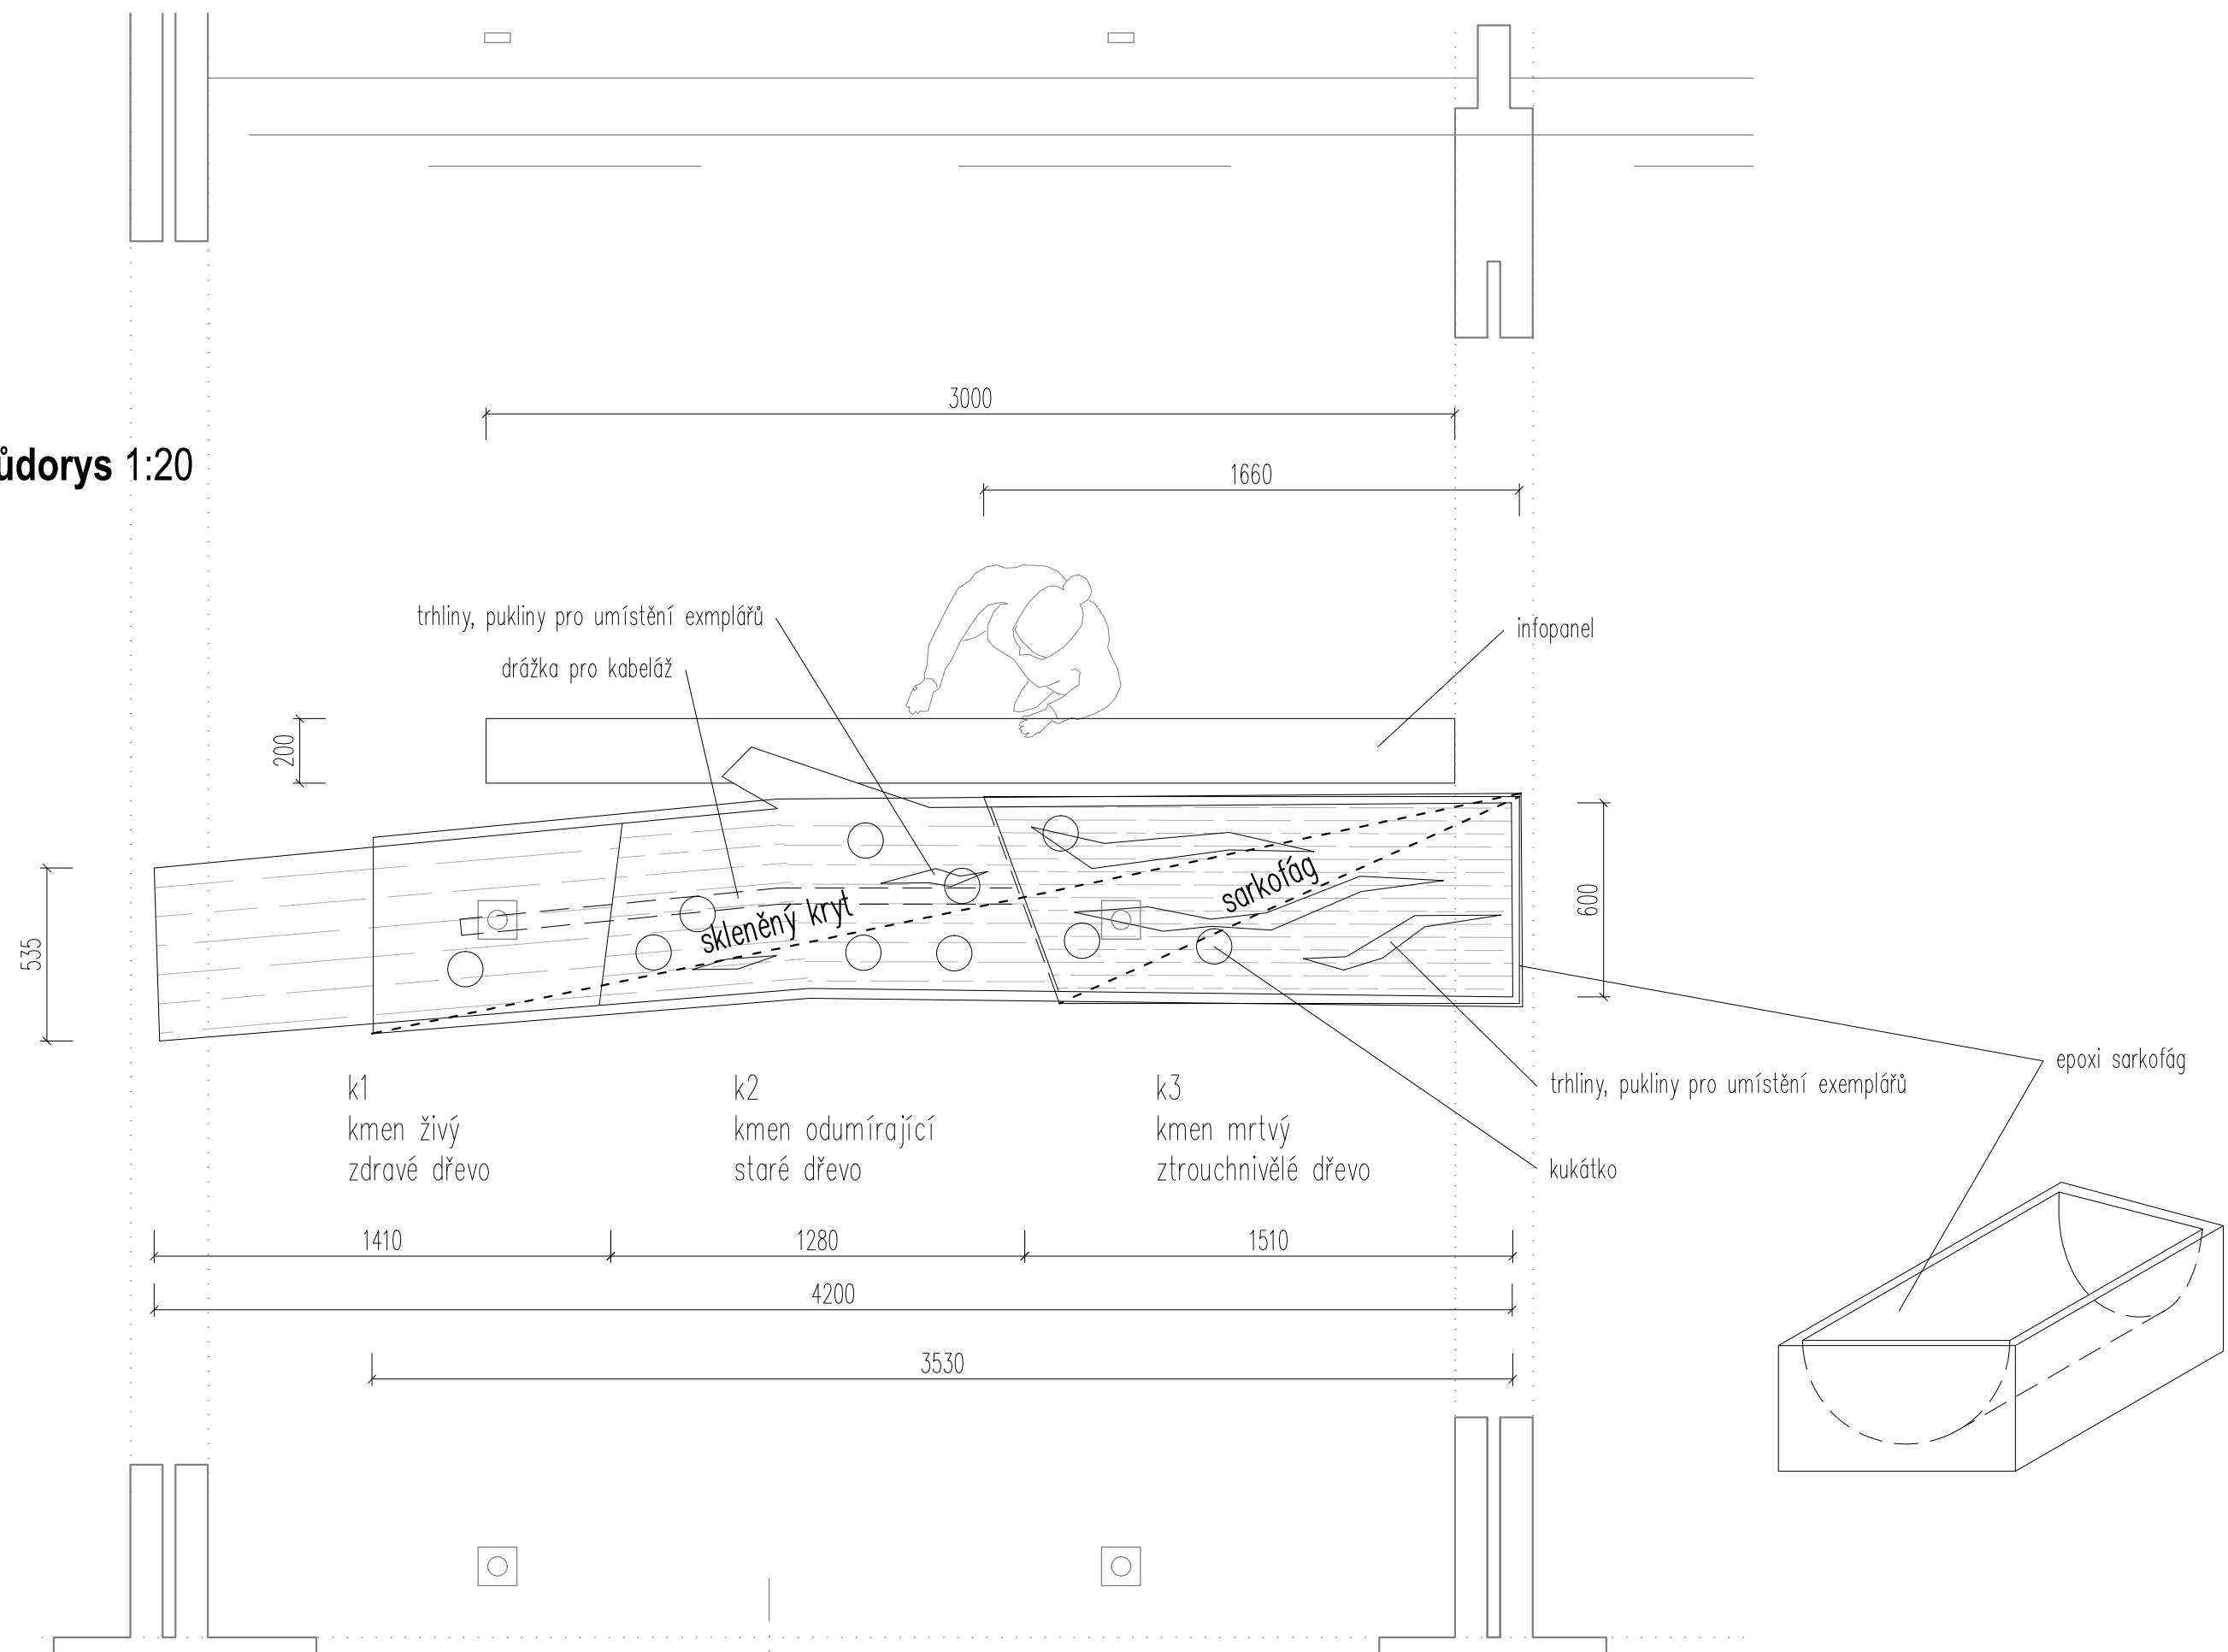 3000
ůdorys 1:20
1660
trhliny, pukliny pro umístění exmplářů
infopanel
drážka pro kabeláž
200
sarkofág
skleněný kryt
600
535
epoxi sarkofág
trhliny, pukliny pro umístění exemplářů
k1
kmen živý
zdravé dřevo
k2
kmen odumírající
staré dřevo
k3
kmen mrtvý
ztrouchnivělé dřevo
kukátko
1410
1280
1510
4200
3530